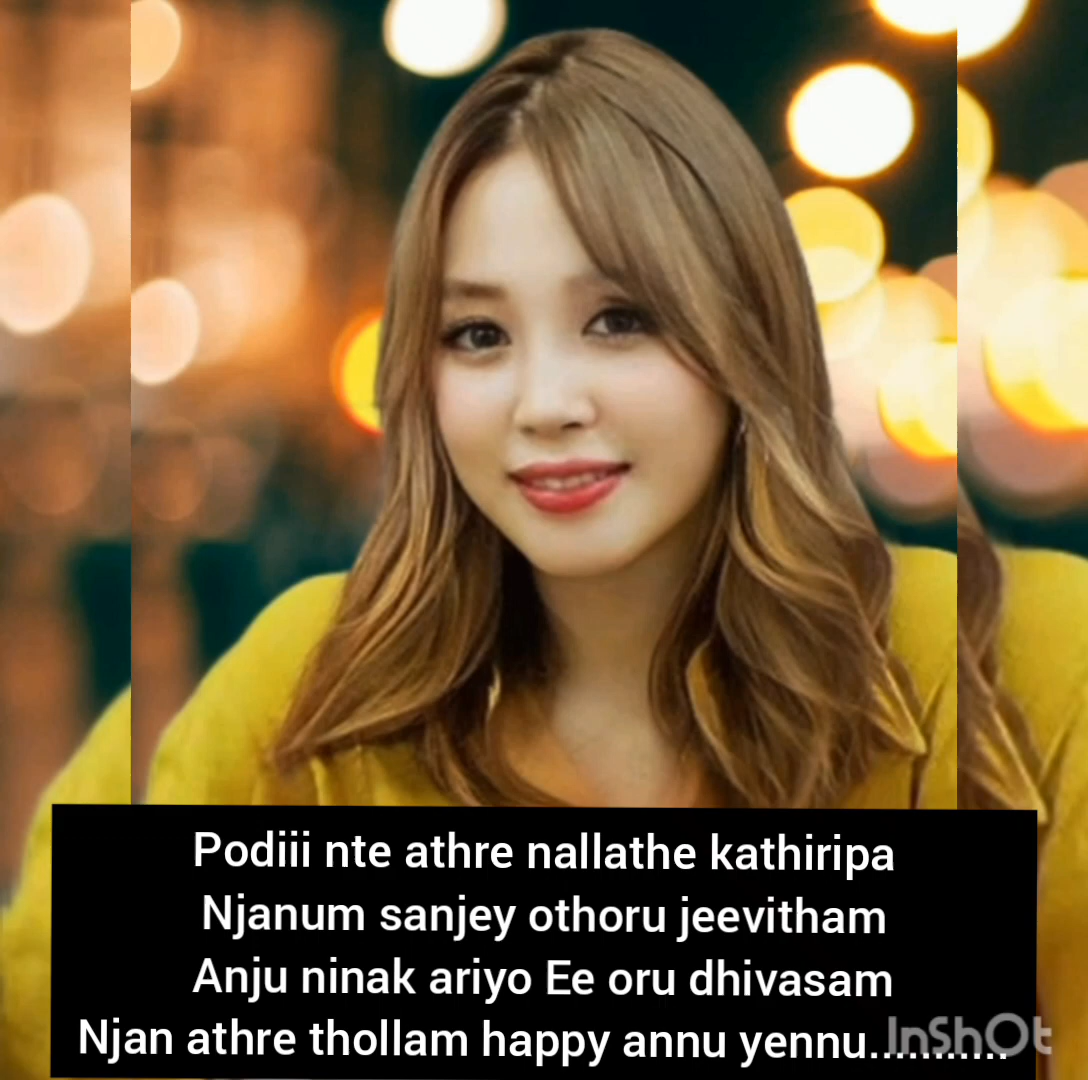 Podiii nte athre nallathe kathiripa
Njanum sanjey othoru jeevitham
Anju ninak ariyo Ee oru dhivasam
Njan athre thollam happy annu yennu...........
InShOt